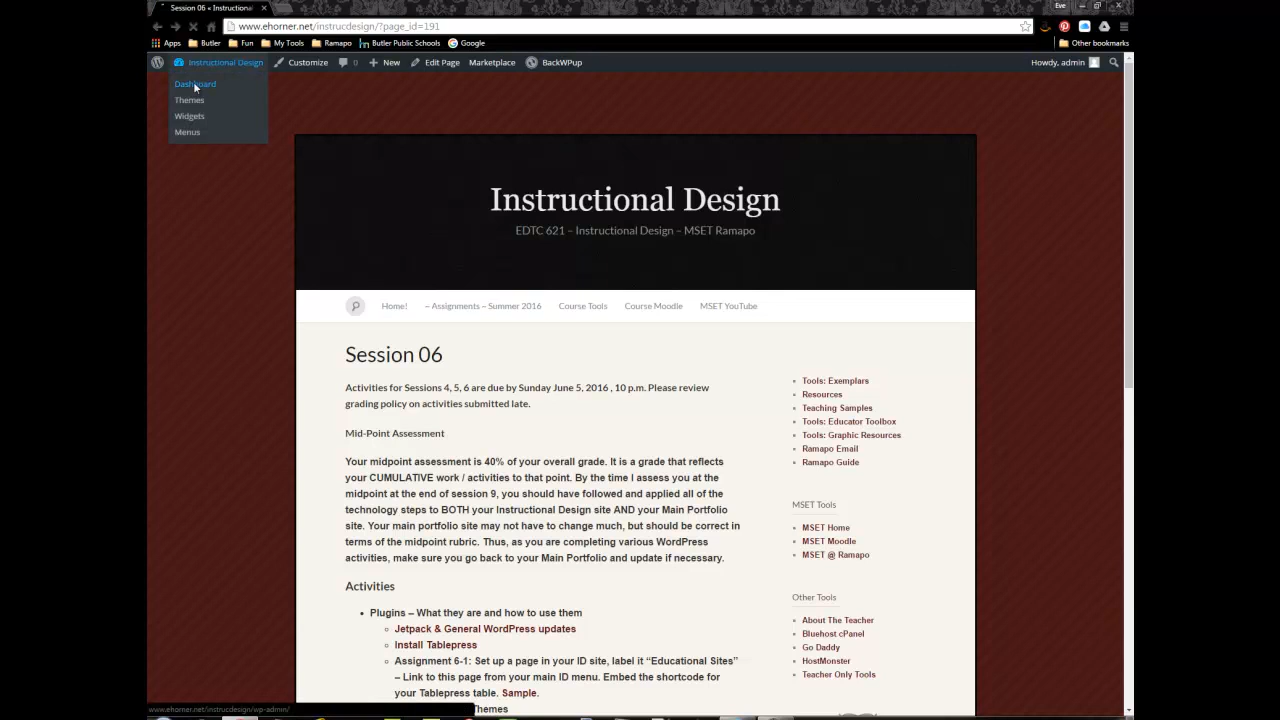 Session 06 « Instructional
Eve
www.ehorner.net/instrucdesign/?page_id=191
Apps Butler Fun My Tools Ramapo Butler Public Schools Google Other bookmarks
Instructional Design Customize 0 New Edit Page Marketplace BackWPup Howdy, admin
Dashboard
Themes
Widgets
Menus
Instructional Design
EDTC 621 – Instructional Design – MSET Ramapo
Home! ~ Assignments ~ Summer 2016 Course Tools Course Moodle MSET YouTube
Session 06
Activities for Sessions 4, 5, 6 are due by Sunday June 5, 2016 , 10 p.m. Please review
grading policy on activities submitted late.
Mid-Point Assessment
Your midpoint assessment is 40% of your overall grade. It is a grade that reflects
your CUMULATIVE work / activities to that point. By the time I assess you at the
midpoint at the end of session 9, you should have followed and applied all of the
technology steps to BOTH your Instructional Design site AND your Main Portfolio
site. Your main portfolio site may not have to change much, but should be correct in
terms of the midpoint rubric. Thus, as you are completing various WordPress
activities, make sure you go back to your Main Portfolio and update if necessary.
Activities
Plugins – What they are and how to use them
Jetpack & General WordPress updates
Install Tablepress
Assignment 6-1: Set up a page in your ID site, label it “Educational Sites”
– Link to this page from your main ID menu. Embed the shortcode for
your Tablepress table. Sample.
Themes
Tools: Exemplars
Resources
Teaching Samples
Tools: Educator Toolbox
Tools: Graphic Resources
Ramapo Email
Ramapo Guide
MSET Tools
MSET Home
MSET Moodle
MSET @ Ramapo
Other Tools
About The Teacher
Bluehost cPanel
Go Daddy
HostMonster
Teacher Only Tools
www.ehorner.net/instrucdesign/wp-admin/